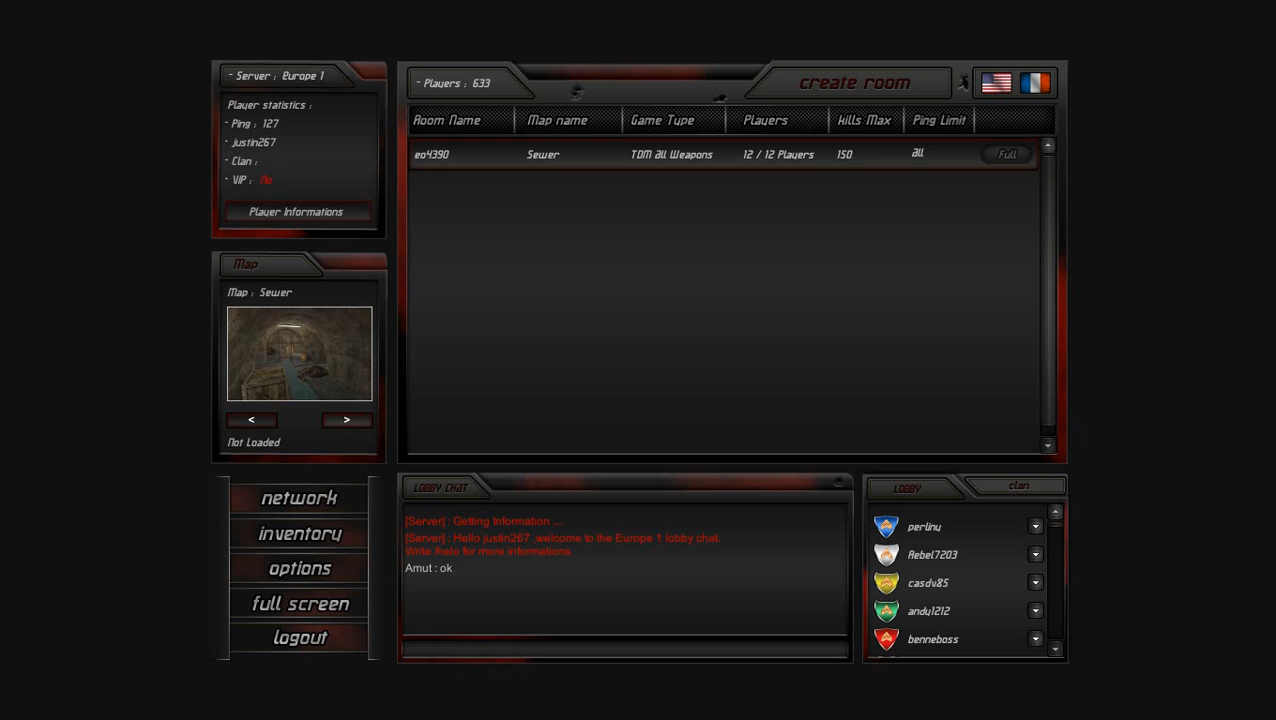 - Server : Europe 1
Player statistics :
- Ping : 127
- justin267
- Clan :
- VIP : No
Player Informations
Map
Map : Sewer
<
>
Not Loaded
network
inventory
options
full screen
logout
- Players : 633
create room
Room Name
Map name
Game Type
Players
kills Max
Ping Limit
eo4390
Sewer
TDM all Weapons
12 / 12 Players
150
all
Full
LOBBY CHAT
[Server] : Getting Information ...
[Server] : Hello justin267 ,welcome to the Europe 1 lobby chat.
Write /help for more informations.
Amut : ok
LOBBY
clan
perliny
Rebel7203
casdv85
andy1212
benneboss